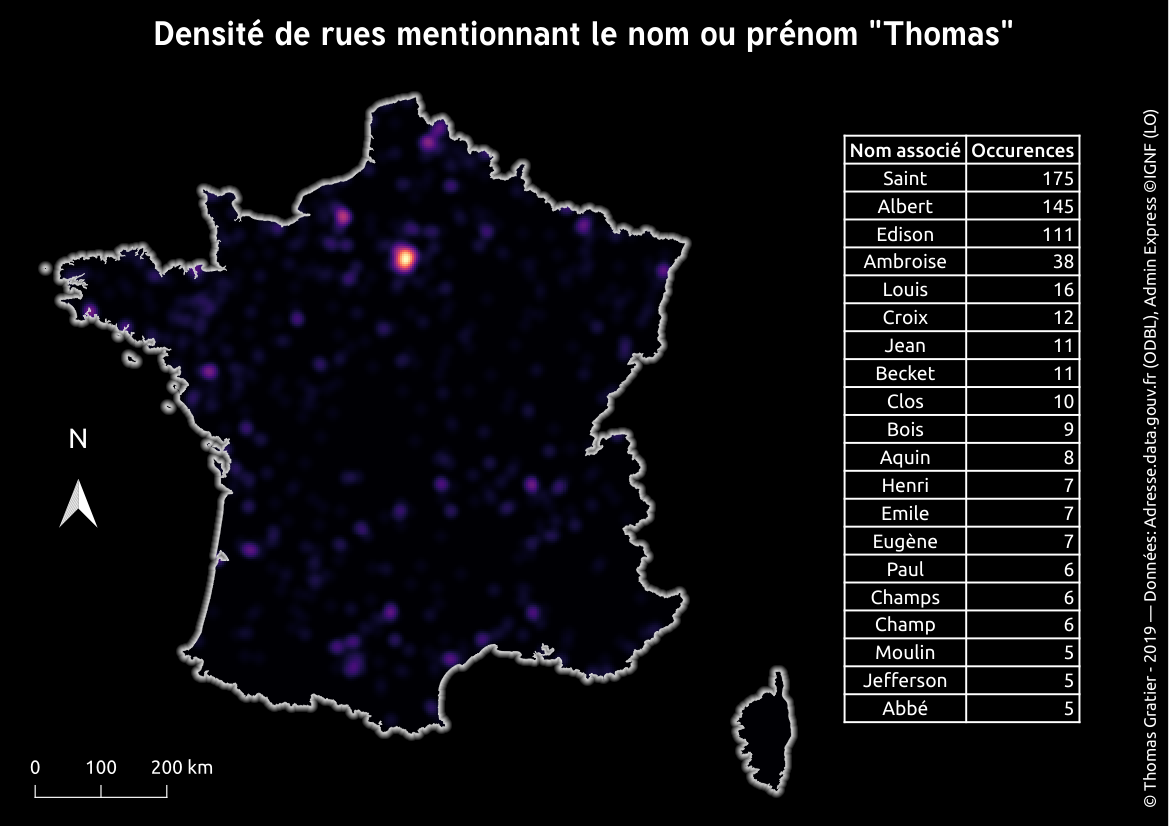 Densité de rues mentionnant le nom ou prénom "Thomas"
Nom associé Occurences
Saint 175
Albert 145
Edison 111
Ambroise 38
Louis 16
Croix 12
Jean 11
Becket 11
Clos 10
Bois 9
Aquin 8
Henri 7
Emile 7
Eugène 7
Paul 6
Champs 6
Champ 6
Moulin 5
Jefferson 5
Abbé 5
N
0 100 200 km
© Thomas Gratier - 2019 — Données: Adresse.data.gouv.fr (ODBL), Admin Express ©IGNF (LO)